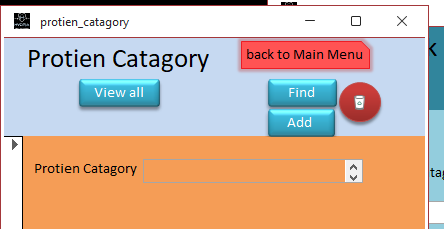 protien_catagory
Protien Catagory
back to Main Menu
View all
Find
Add
Protien Catagory